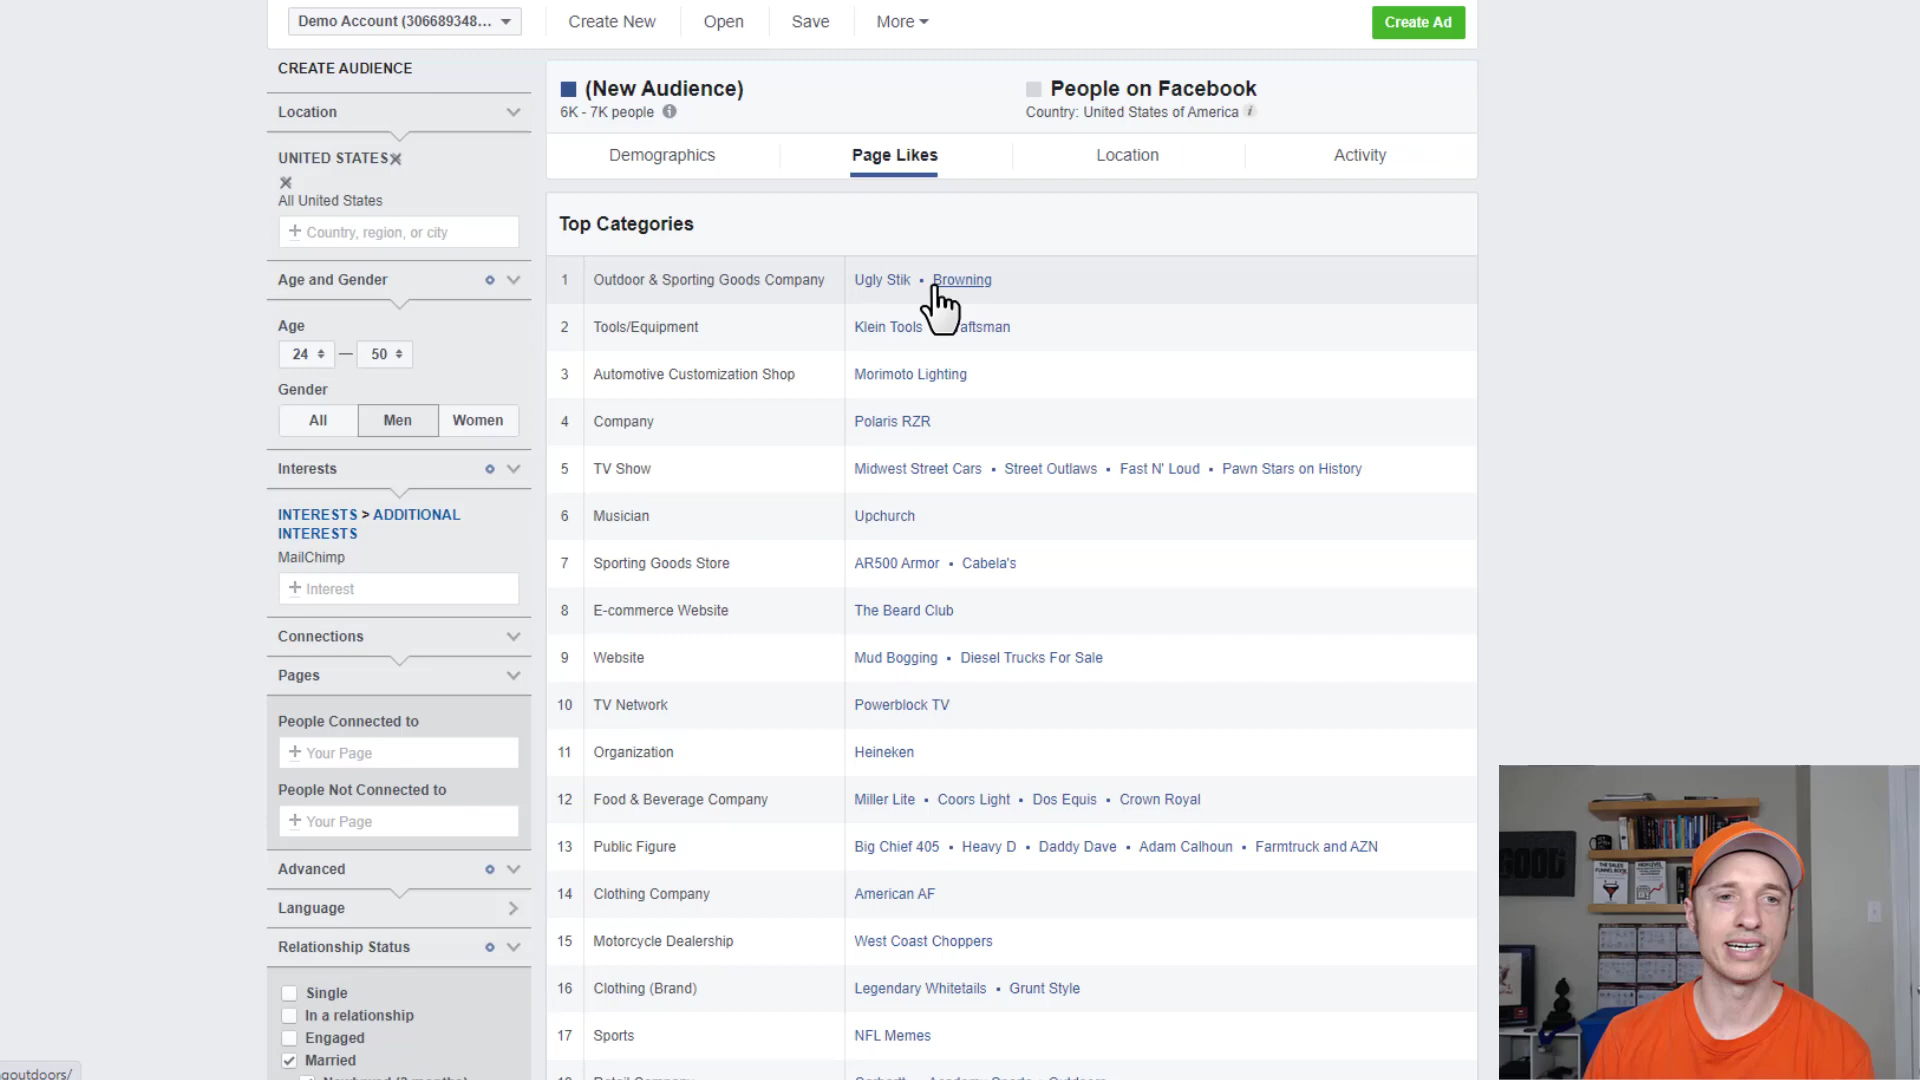 Demo Account (306689348...
Create New
Open
Save
More
Create Ad
CREATE AUDIENCE
Location
UNITED STATES
All United States
Country, region, or city
Age and Gender
Age
24 — 50
Gender
All
Men
Women
Interests
INTERESTS > ADDITIONAL
INTERESTS
MailChimp
Interest
Connections
Pages
People Connected to
Your Page
People Not Connected to
Your Page
Advanced
Language
Relationship Status
Single
In a relationship
Engaged
Married
goutdoors/
(New Audience)
6K - 7K people
People on Facebook
Country: United States of America
Demographics
Page Likes
Location
Activity
Top Categories
1 Outdoor & Sporting Goods Company Ugly Stik • Browning
2 Tools/Equipment Klein Tools aftsman
3 Automotive Customization Shop Morimoto Lighting
4 Company Polaris RZR
5 TV Show Midwest Street Cars • Street Outlaws • Fast N' Loud • Pawn Stars on History
6 Musician Upchurch
7 Sporting Goods Store AR500 Armor • Cabela's
8 E-commerce Website The Beard Club
9 Website Mud Bogging • Diesel Trucks For Sale
10 TV Network Powerblock TV
11 Organization Heineken
12 Food & Beverage Company Miller Lite • Coors Light • Dos Equis • Crown Royal
13 Public Figure Big Chief 405 • Heavy D • Daddy Dave • Adam Calhoun • Farmtruck and AZN
14 Clothing Company American AF
15 Motorcycle Dealership West Coast Choppers
16 Clothing (Brand) Legendary Whitetails • Grunt Style
17 Sports NFL Memes
GOOD